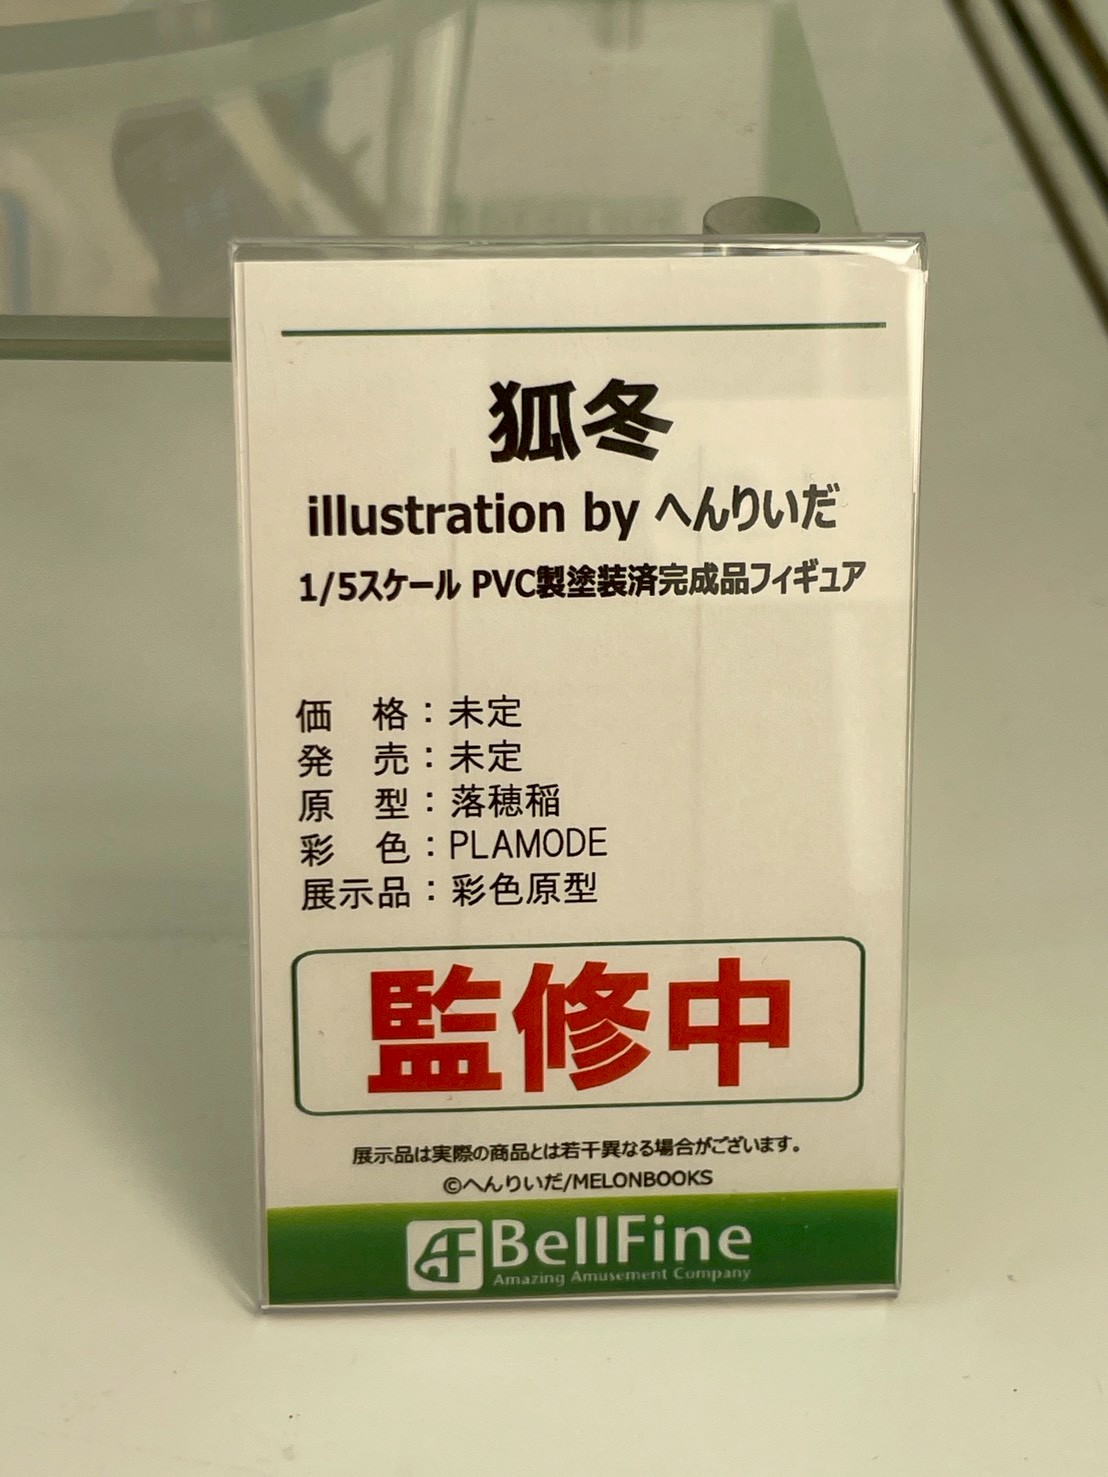 狐冬
illustration by へんりいだ
1/5スケール PVC製塗装済完成品フィギュア
価　格：未定
発　売：未定
原　型：落穂稲
彩　色：PLAMODE
展示品：彩色原型
監修中
展示品は実際の商品とは若干異なる場合がございます。
©へんりいだ/MELONBOOKS
BellFine
Amazing Amusement Company